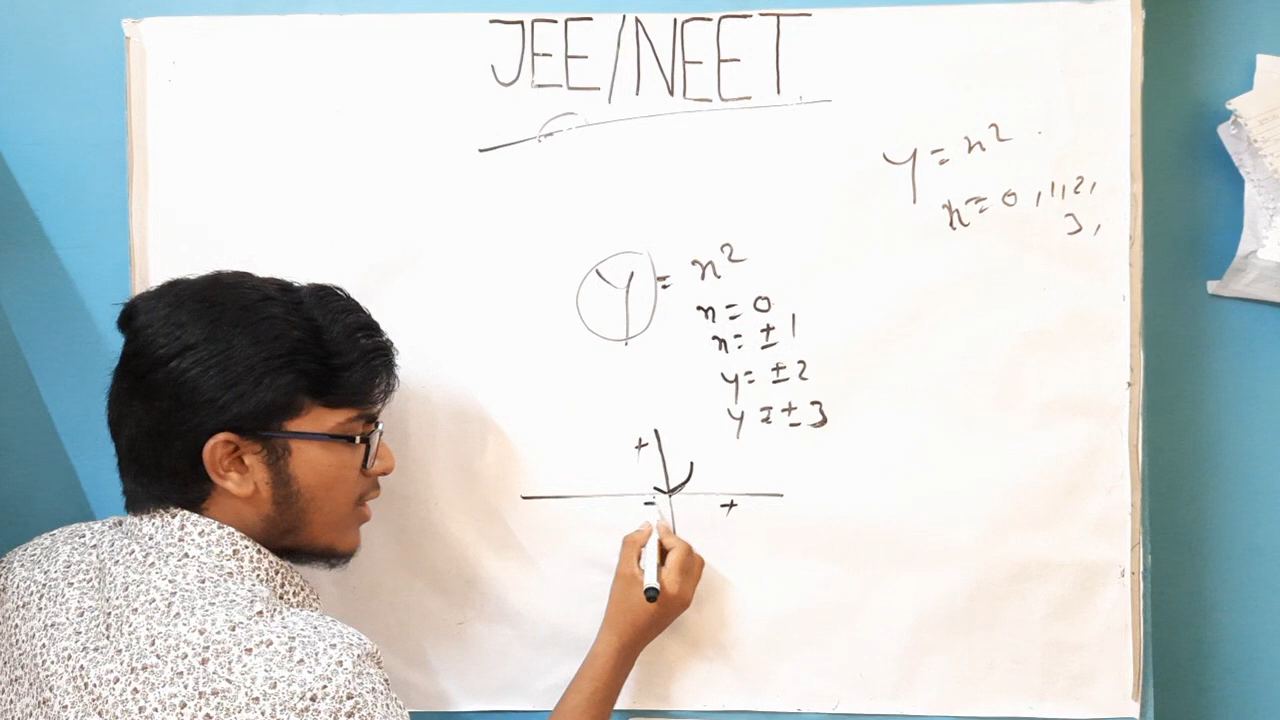 JEE/NEET
y = x²
x = 0, 1, 2,
3,
y = x²
x = 0
x = ± 1
y = ± 2
y = ± 3
+
- +